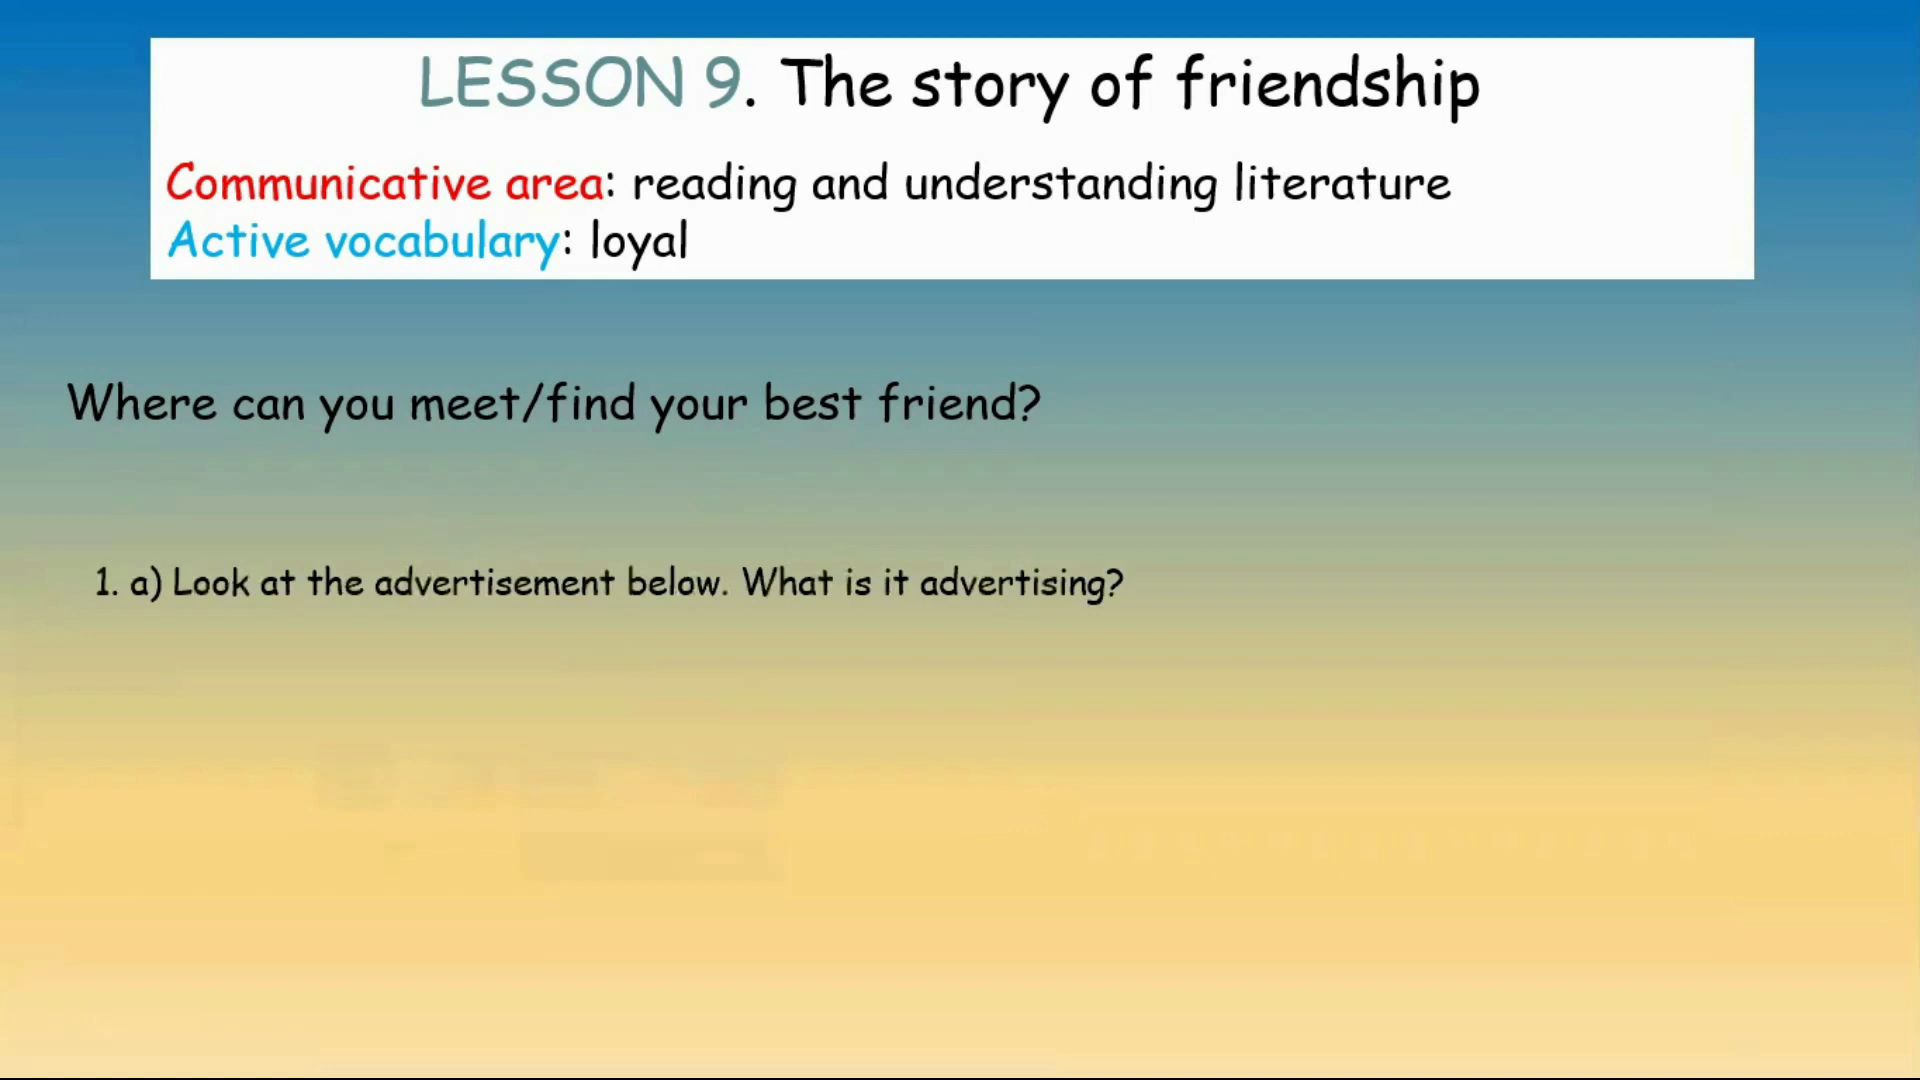 LESSON 9. The story of friendship
Communicative area: reading and understanding literature
Active vocabulary: loyal
Where can you meet/find your best friend?
1. a) Look at the advertisement below. What is it advertising?